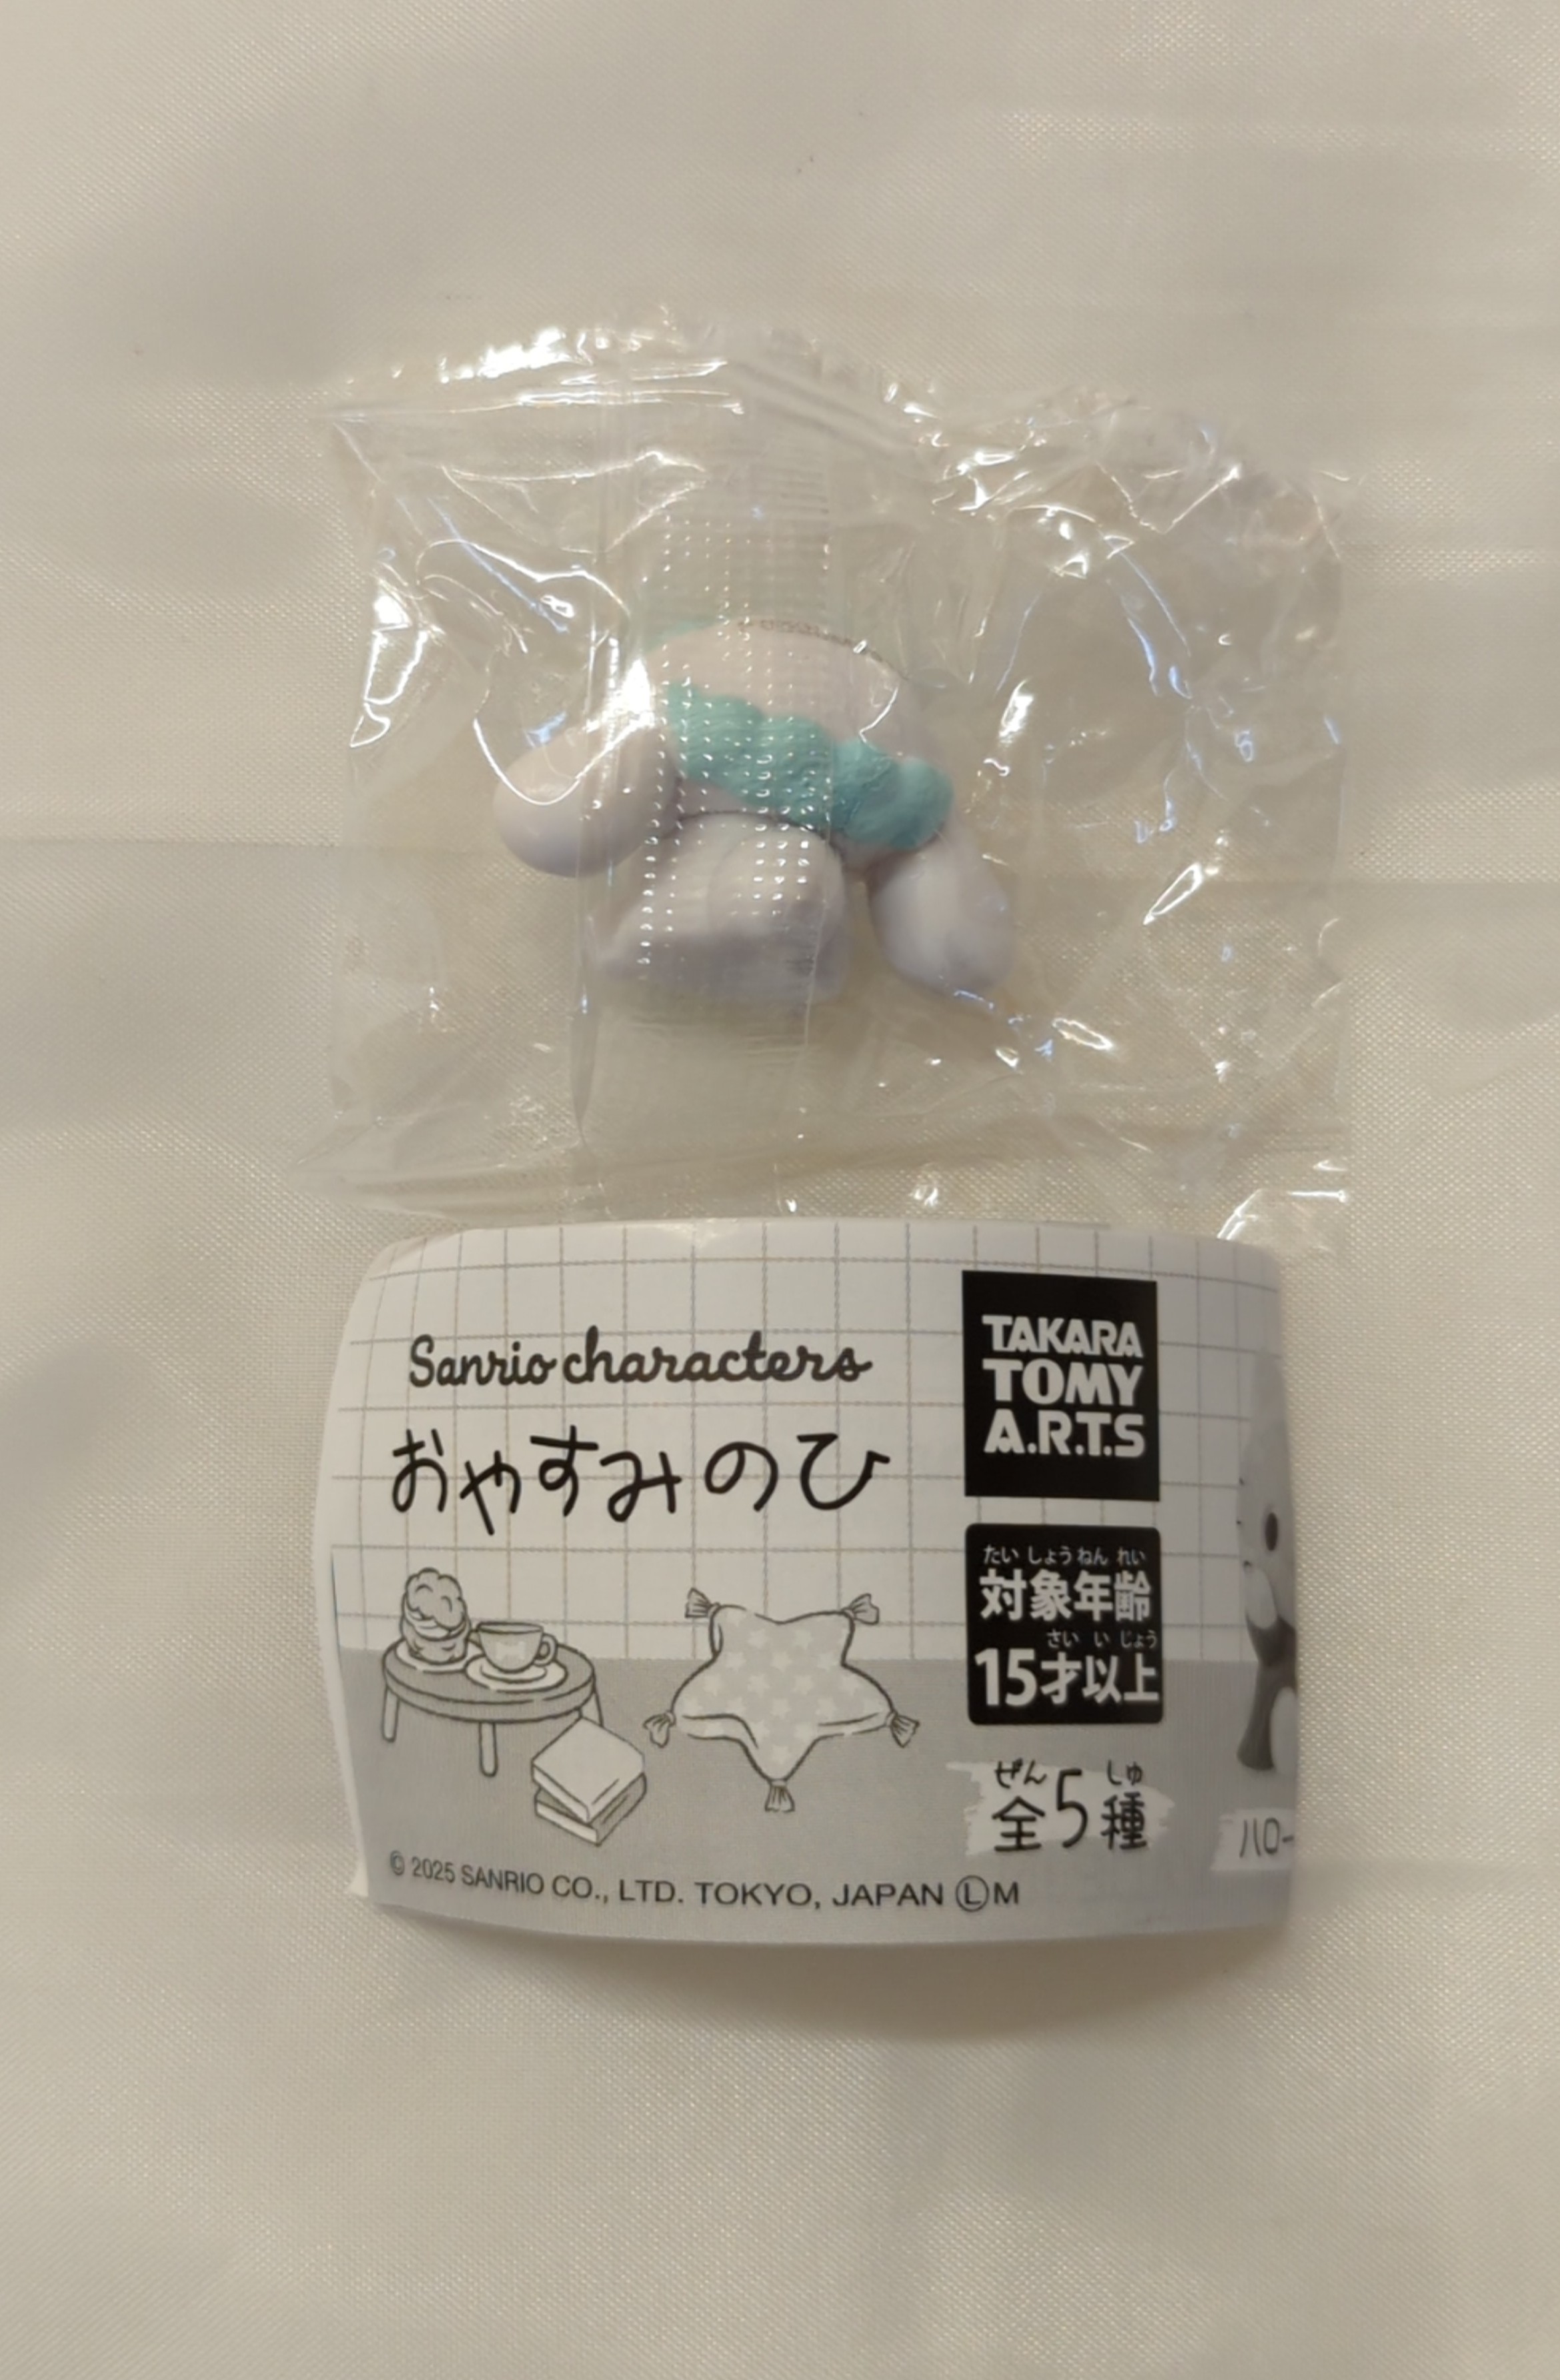 Sanrio characters
おやすみのひ
TAKARA
TOMY
A.R.T.S
たいしょうねんれい
対象年齢
さいいじょう
15才以上
ぜん しゅ
全5種
ハロー
© 2025 SANRIO CO., LTD. TOKYO, JAPAN Ⓛ M